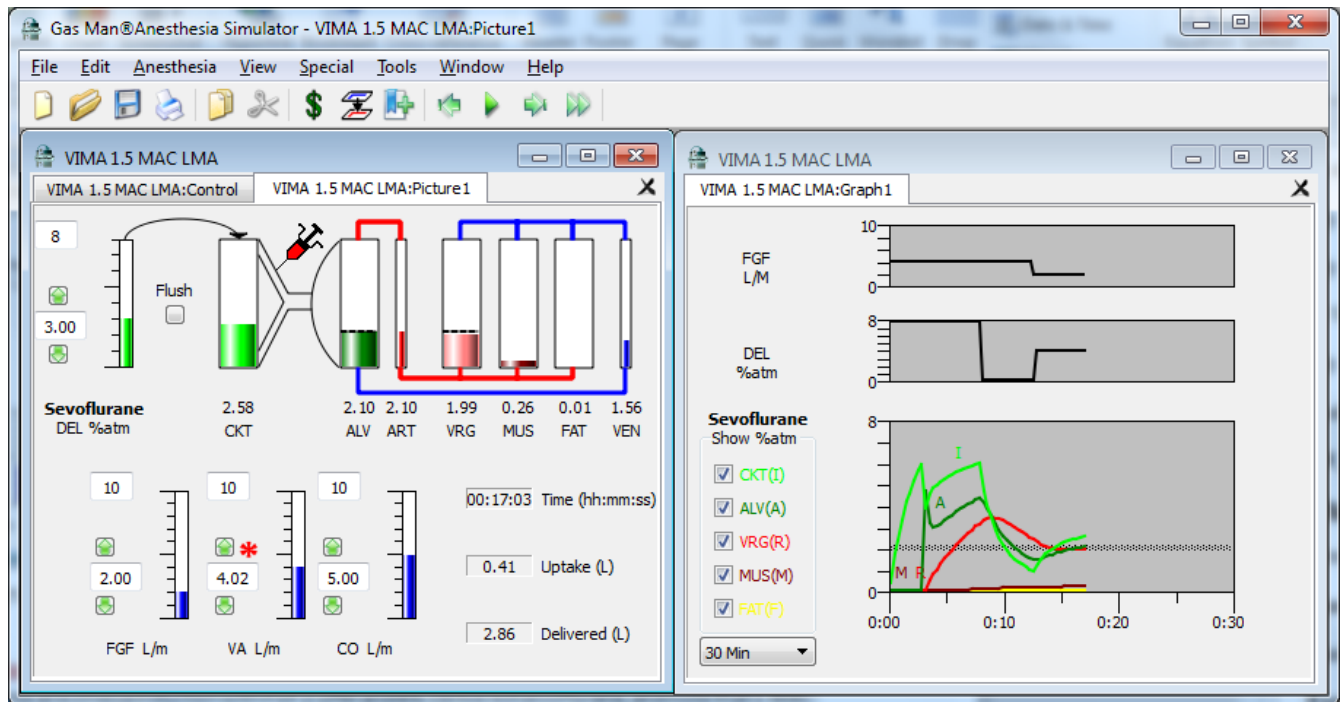 Gas Man®Anesthesia Simulator - VIMA 1.5 MAC LMA:Picture1
File Edit Anesthesia View Special Tools Window Help
$
VIMA 1.5 MAC LMA
VIMA 1.5 MAC LMA:Control VIMA 1.5 MAC LMA:Picture1
8
Flush
3.00
Sevoflurane 2.58 2.10 2.10 1.99 0.26 0.01 1.56
DEL %atm CKT ALV ART VRG MUS FAT VEN
10 10 10
00:17:03 Time (hh:mm:ss)
*
2.00 4.02 5.00
0.41 Uptake (L)
2.86 Delivered (L)
FGF L/m VA L/m CO L/m
VIMA 1.5 MAC LMA
VIMA 1.5 MAC LMA:Graph1
10
FGF
L/M
0
8
DEL
%atm
0
Sevoflurane
Show %atm
8
CKT(I)
ALV(A)
VRG(R)
MUS(M)
FAT(F)
I
A
M R
0
0:00 0:10 0:20 0:30
30 Min